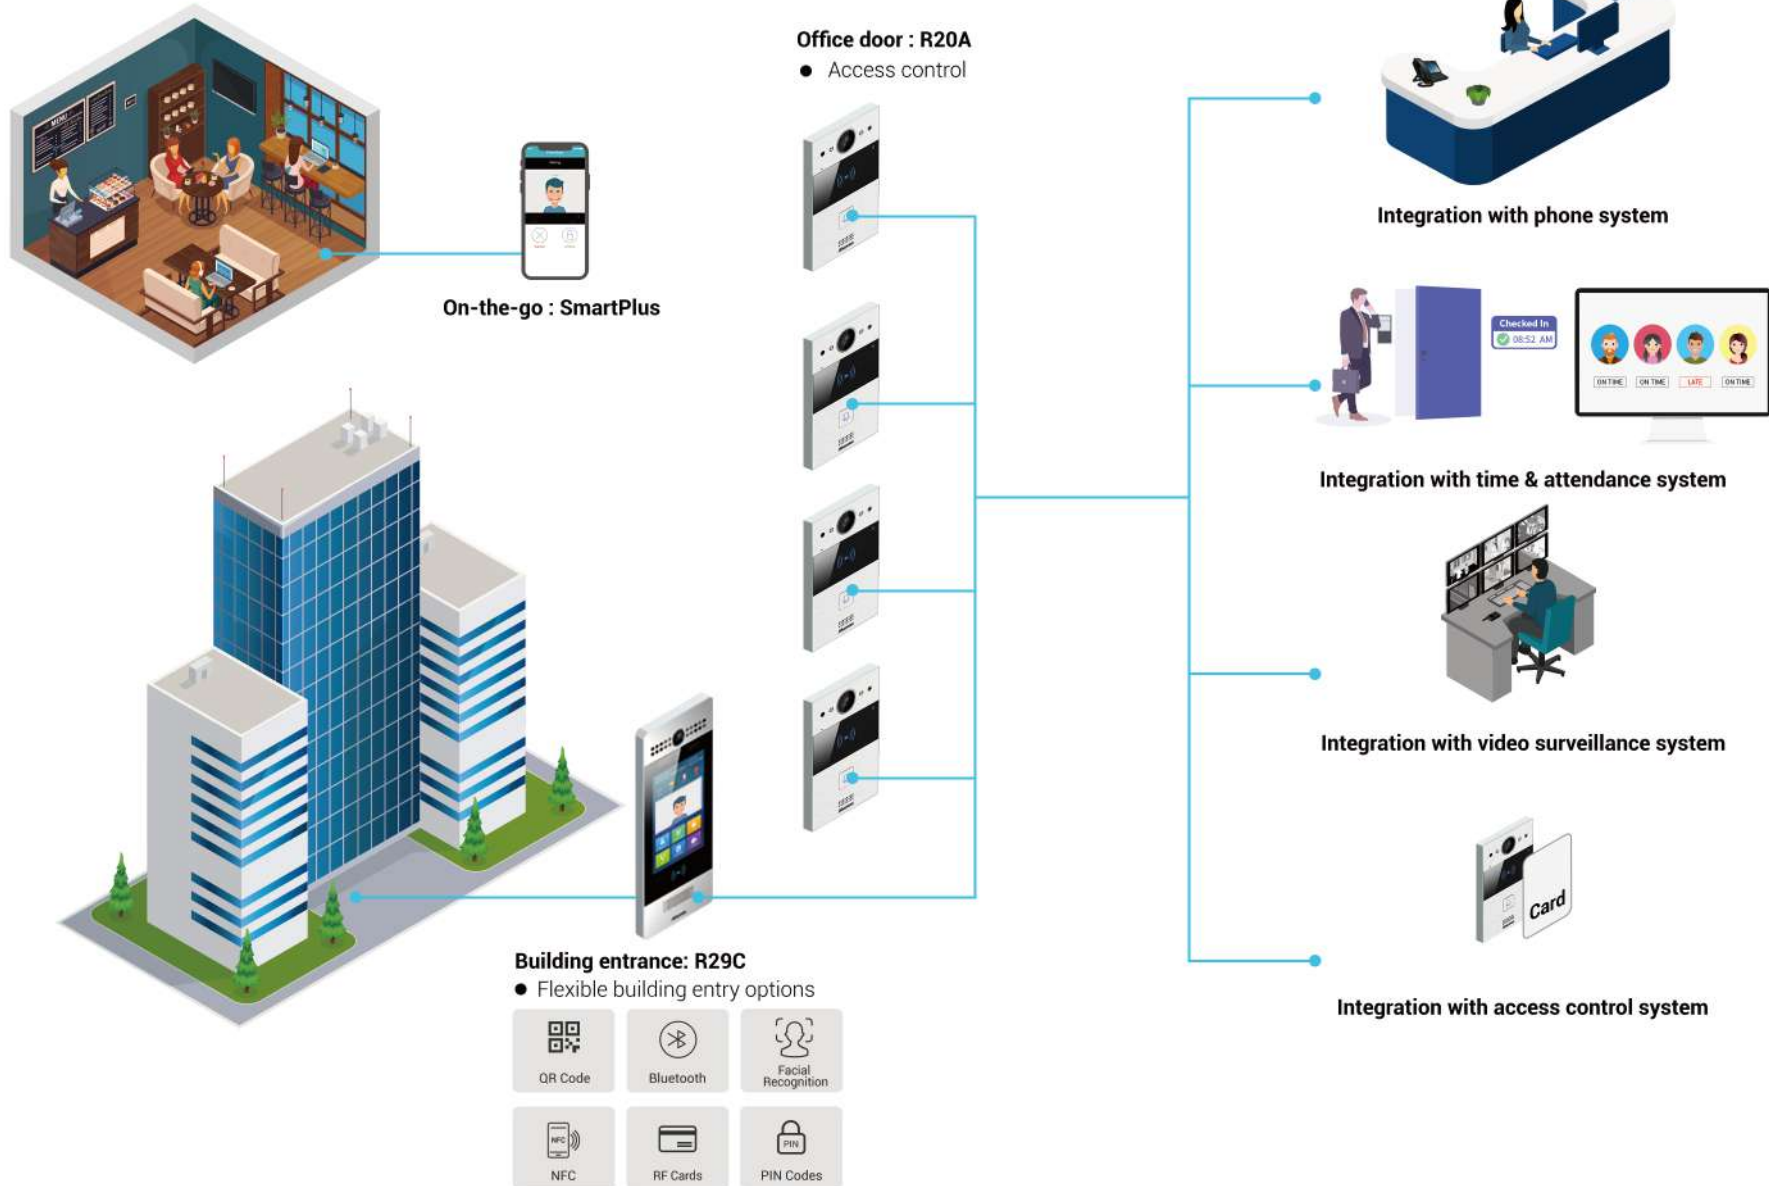 MENU
On-the-go : SmartPlus
Office door : R20A
● Access control
Building entrance: R29C
● Flexible building entry options
QR Code
Bluetooth
Facial
Recognition
NFC
NFC
RF Cards
PIN
PIN Codes
Integration with phone system
Checked In
08:52 AM
ON TIME
ON TIME
LATE
ON TIME
Integration with time & attendance system
Integration with video surveillance system
Card
Integration with access control system